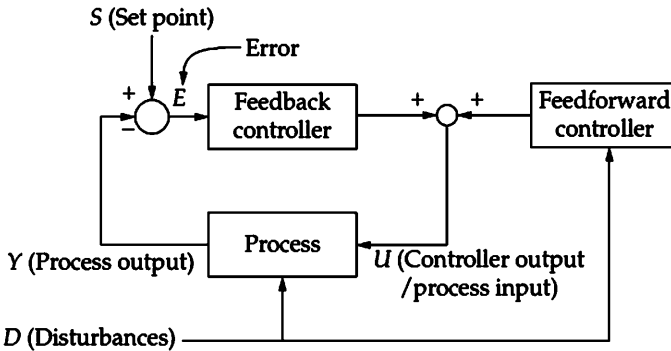 S (Set point)
Error
+
E
−
Feedback
controller
+
+
Feedforward
controller
Process
Y (Process output)
U (Controller output
/process input)
D (Disturbances)